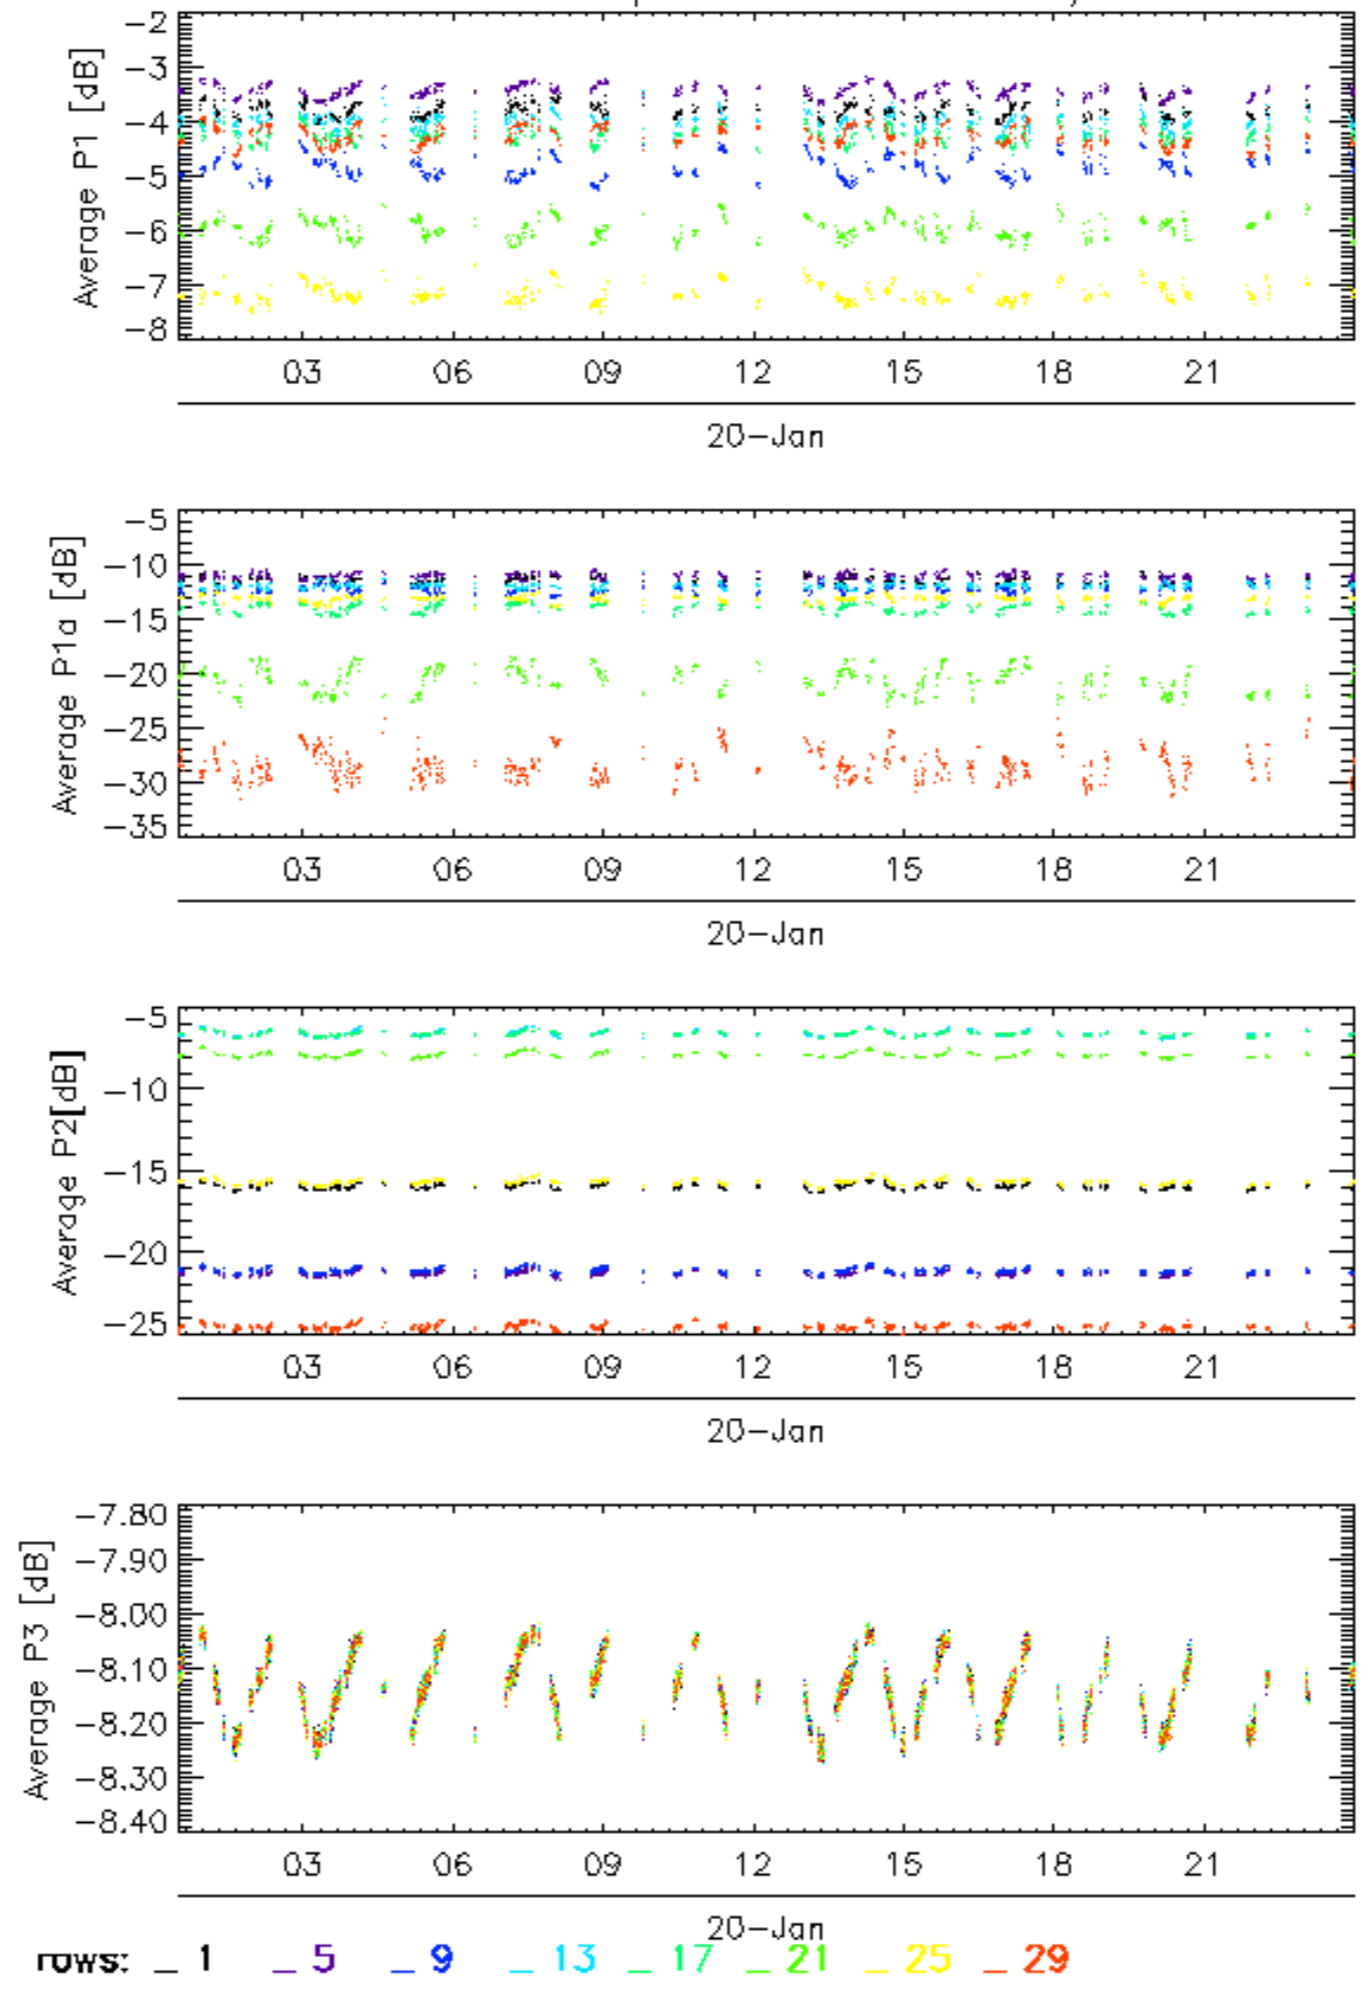 -2
-3
-4
-5
-6
-7
-8
Average P1 [dB]
03 06 09 12 15 18 21
20-Jan
-5
-10
-15
-20
-25
-30
-35
Average P1a [dB]
03 06 09 12 15 18 21
20-Jan
-5
-10
-15
-20
-25
Average P2[dB]
03 06 09 12 15 18 21
20-Jan
-7.80
-7.90
-8.00
-8.10
-8.20
-8.30
-8.40
Average P3 [dB]
03 06 09 12 15 18 21
20-Jan
rows: _ 1 _ 5 _ 9 _ 13 _ 17 _ 21 _ 25 _ 29